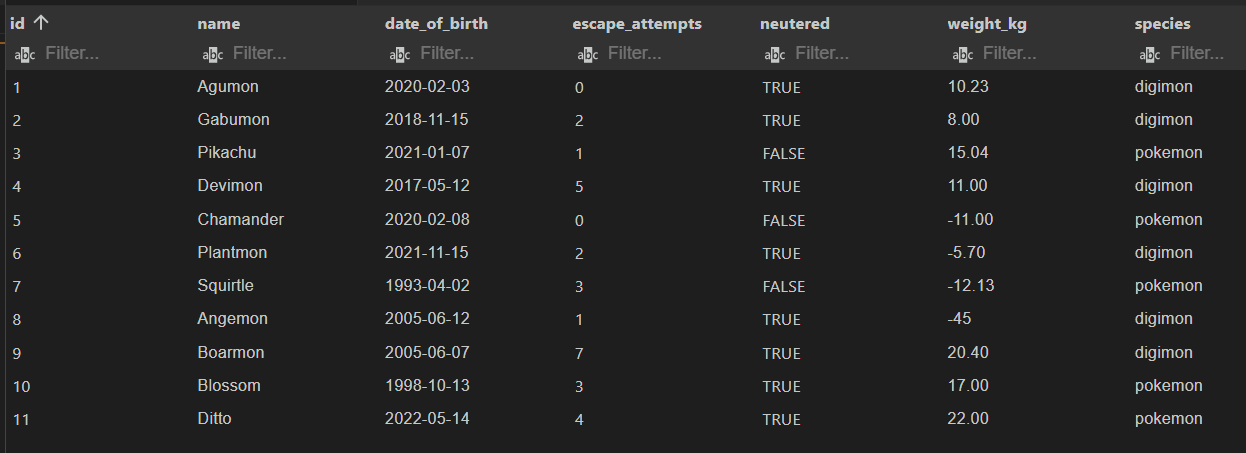 id ↑ name date_of_birth escape_attempts neutered weight_kg species
abc Filter... abc Filter... abc Filter... abc Filter... abc Filter... abc Filter... abc Filter...
1 Agumon 2020-02-03 0 TRUE 10.23 digimon
2 Gabumon 2018-11-15 2 TRUE 8.00 digimon
3 Pikachu 2021-01-07 1 FALSE 15.04 pokemon
4 Devimon 2017-05-12 5 TRUE 11.00 digimon
5 Chamander 2020-02-08 0 FALSE -11.00 pokemon
6 Plantmon 2021-11-15 2 TRUE -5.70 digimon
7 Squirtle 1993-04-02 3 FALSE -12.13 pokemon
8 Angemon 2005-06-12 1 TRUE -45 digimon
9 Boarmon 2005-06-07 7 TRUE 20.40 digimon
10 Blossom 1998-10-13 3 TRUE 17.00 pokemon
11 Ditto 2022-05-14 4 TRUE 22.00 pokemon